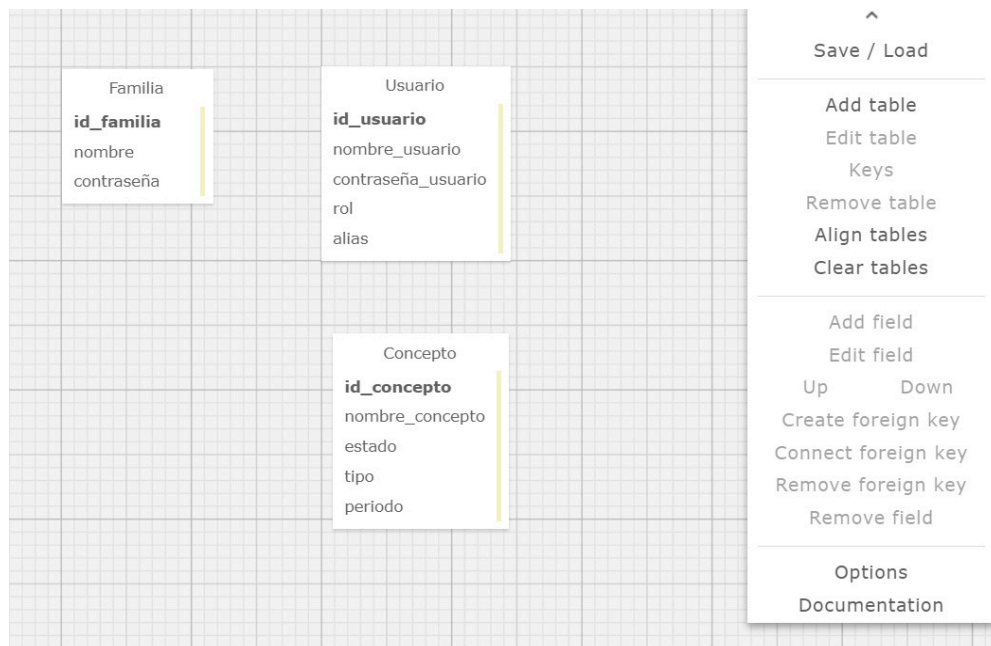 Familia
id_familia
nombre
contraseña
Usuario
id_usuario
nombre_usuario
contraseña_usuario
rol
alias
Concepto
id_concepto
nombre_concepto
estado
tipo
periodo
Save / Load
Add table
Edit table
Keys
Remove table
Align tables
Clear tables
Add field
Edit field
Up Down
Create foreign key
Connect foreign key
Remove foreign key
Remove field
Options
Documentation